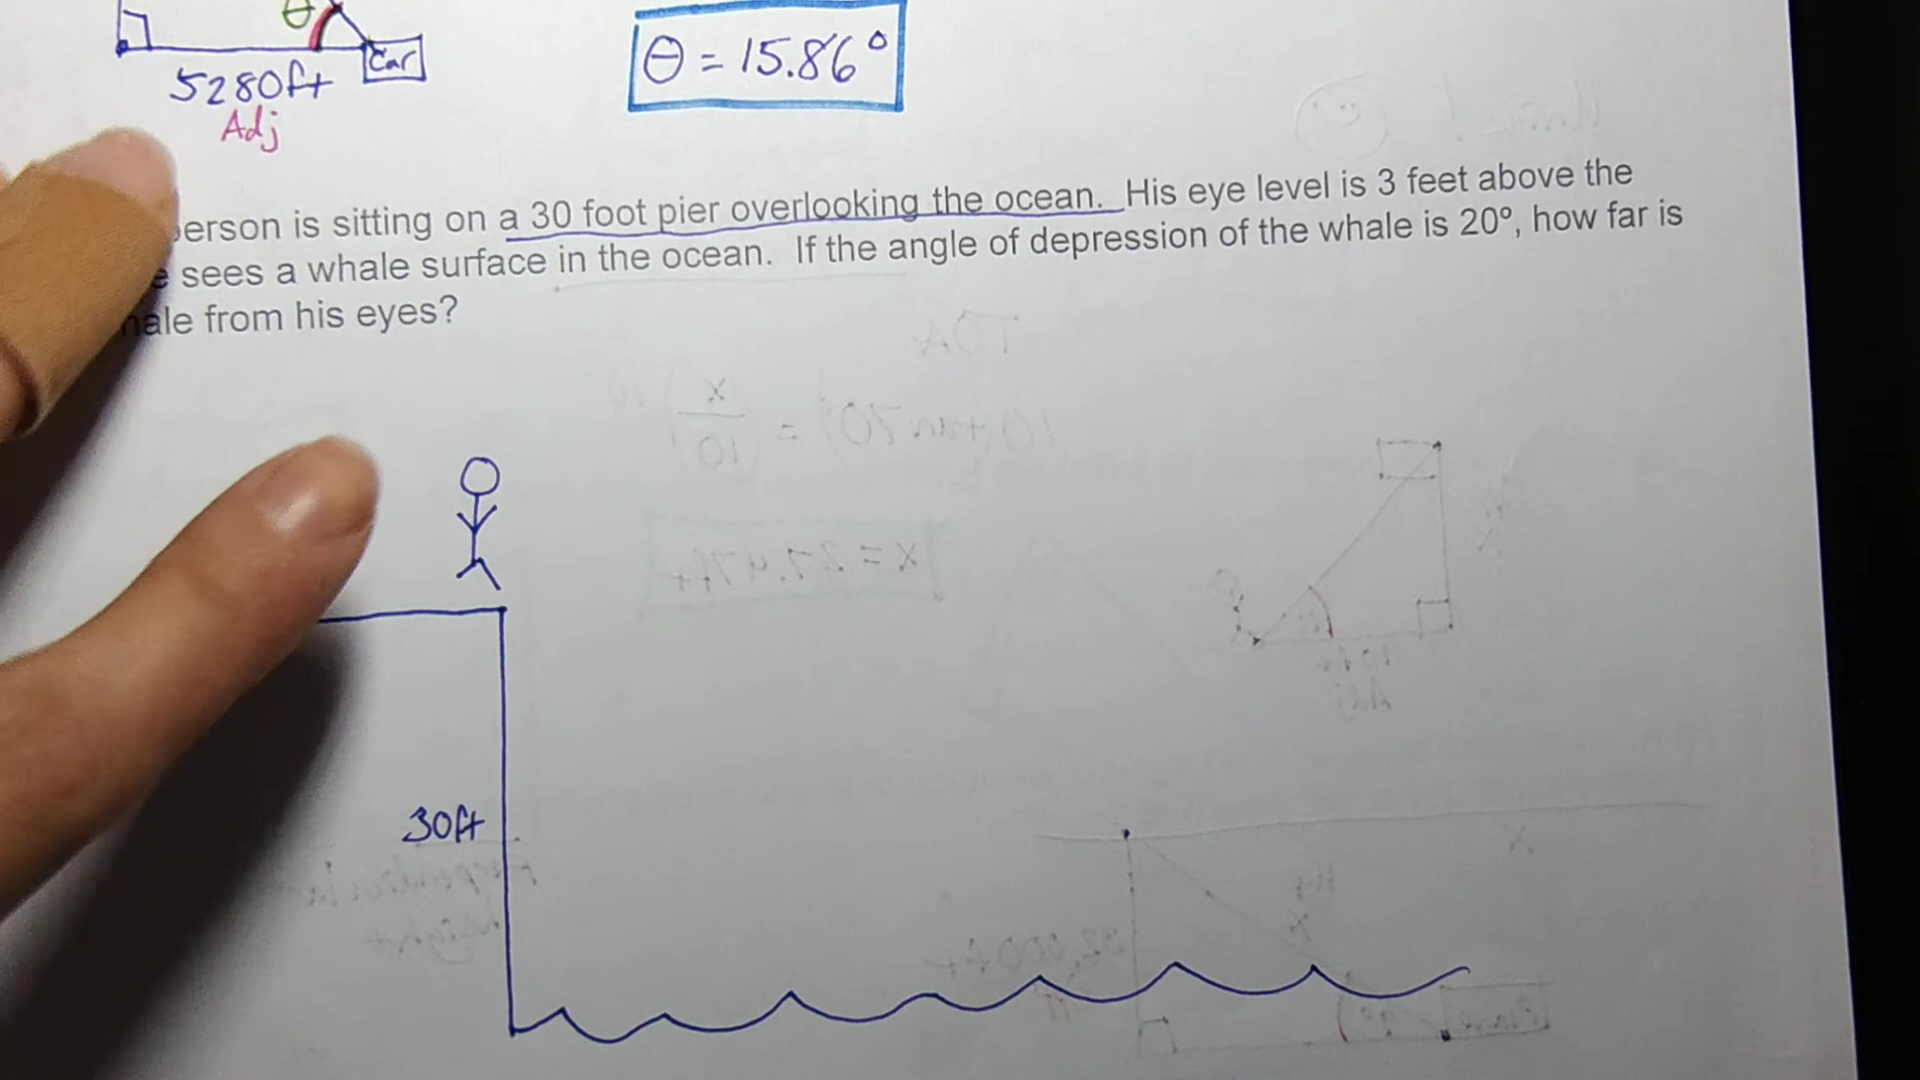 θ
Car
5280ft
Adj
θ = 15.86°
erson is sitting on a 30 foot pier overlooking the ocean. His eye level is 3 feet above the
e sees a whale surface in the ocean. If the angle of depression of the whale is 20º, how far is
ale from his eyes?
30ft